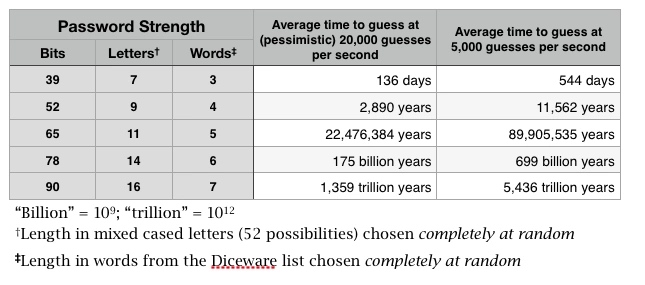 Password Strength
Average time to guess at
(pessimistic) 20,000 guesses
per second
Average time to guess at
5,000 guesses per second
Bits Letters† Words‡
39 7 3 136 days 544 days
52 9 4 2,890 years 11,562 years
65 11 5 22,476,384 years 89,905,535 years
78 14 6 175 billion years 699 billion years
90 16 7 1,359 trillion years 5,436 trillion years
“Billion” = 10⁹; “trillion” = 10¹²
†Length in mixed cased letters (52 possibilities) chosen completely at random
‡Length in words from the Diceware list chosen completely at random